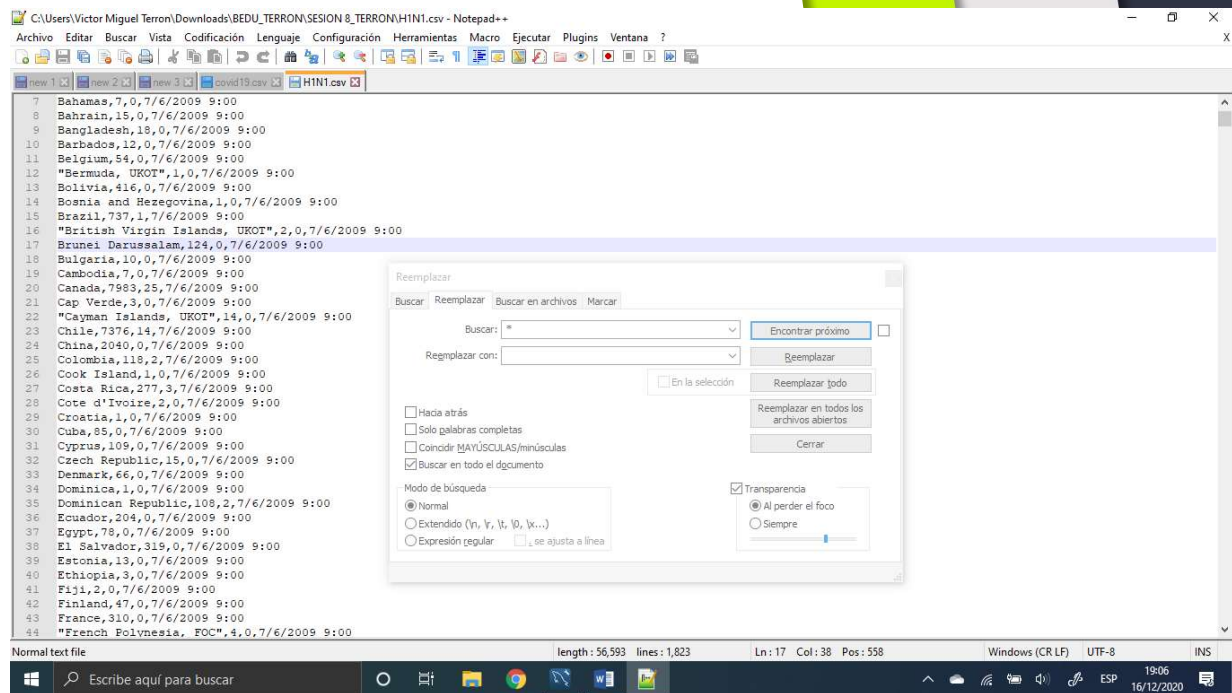 C:\Users\Victor Miguel Terron\Downloads\BEDU_TERRON\SESION 8_TERRON\H1N1.csv - Notepad++
Archivo Editar Buscar Vista Codificación Lenguaje Configuración Herramientas Macro Ejecutar Plugins Ventana ? X
new 1 new 2 new 3 covid19.csv H1N1.csv
7 Bahamas,7,0,7/6/2009 9:00
8 Bahrain,15,0,7/6/2009 9:00
9 Bangladesh,18,0,7/6/2009 9:00
10 Barbados,12,0,7/6/2009 9:00
11 Belgium,54,0,7/6/2009 9:00
12 "Bermuda, UKOT",1,0,7/6/2009 9:00
13 Bolivia,416,0,7/6/2009 9:00
14 Bosnia and Hezegovina,1,0,7/6/2009 9:00
15 Brazil,737,1,7/6/2009 9:00
16 "British Virgin Islands, UKOT",2,0,7/6/2009 9:00
17 Brunei Darussalam,124,0,7/6/2009 9:00
18 Bulgaria,10,0,7/6/2009 9:00
19 Cambodia,7,0,7/6/2009 9:00
20 Canada,7983,25,7/6/2009 9:00
21 Cap Verde,3,0,7/6/2009 9:00
22 "Cayman Islands, UKOT",14,0,7/6/2009 9:00
23 Chile,7376,14,7/6/2009 9:00
24 China,2040,0,7/6/2009 9:00
25 Colombia,118,2,7/6/2009 9:00
26 Cook Island,1,0,7/6/2009 9:00
27 Costa Rica,277,3,7/6/2009 9:00
28 Cote d'Ivoire,2,0,7/6/2009 9:00
29 Croatia,1,0,7/6/2009 9:00
30 Cuba,85,0,7/6/2009 9:00
31 Cyprus,109,0,7/6/2009 9:00
32 Czech Republic,15,0,7/6/2009 9:00
33 Denmark,66,0,7/6/2009 9:00
34 Dominica,1,0,7/6/2009 9:00
35 Dominican Republic,108,2,7/6/2009 9:00
36 Ecuador,204,0,7/6/2009 9:00
37 Egypt,78,0,7/6/2009 9:00
38 El Salvador,319,0,7/6/2009 9:00
39 Estonia,13,0,7/6/2009 9:00
40 Ethiopia,3,0,7/6/2009 9:00
41 Fiji,2,0,7/6/2009 9:00
42 Finland,47,0,7/6/2009 9:00
43 France,310,0,7/6/2009 9:00
44 "French Polynesia, FOC",4,0,7/6/2009 9:00
Reemplazar
Buscar Reemplazar Buscar en archivos Marcar
Buscar: " Encontrar próximo
Reemplazar con: Reemplazar
En la selección Reemplazar todo
Reemplazar en todos los
archivos abiertos
Cerrar
Hacia atrás
Solo palabras completas
Coincidir MAYÚSCULAS/minúsculas
Buscar en todo el documento
Modo de búsqueda
Normal
Extendido (\n, \r, \t, \0, \x...)
Expresión regular . se ajusta a línea
Transparencia
Al perder el foco
Siempre
Normal text file length : 56,593 lines : 1,823 Ln : 17 Col : 38 Pos : 558 Windows (CR LF) UTF-8 INS
Escribe aquí para buscar
ESP
19:06
16/12/2020